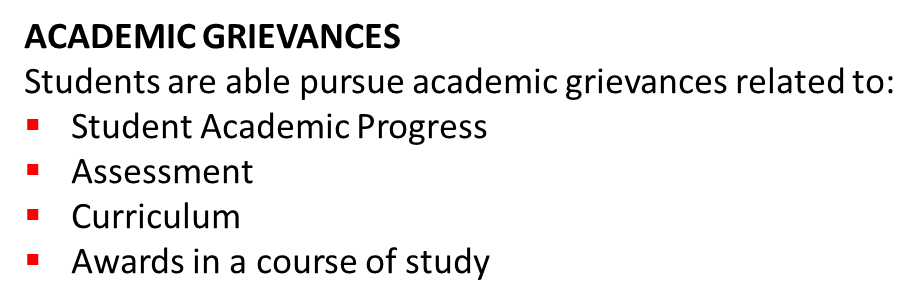 ACADEMIC GRIEVANCES
Students are able pursue academic grievances related to:
▪ Student Academic Progress
▪ Assessment
▪ Curriculum
▪ Awards in a course of study